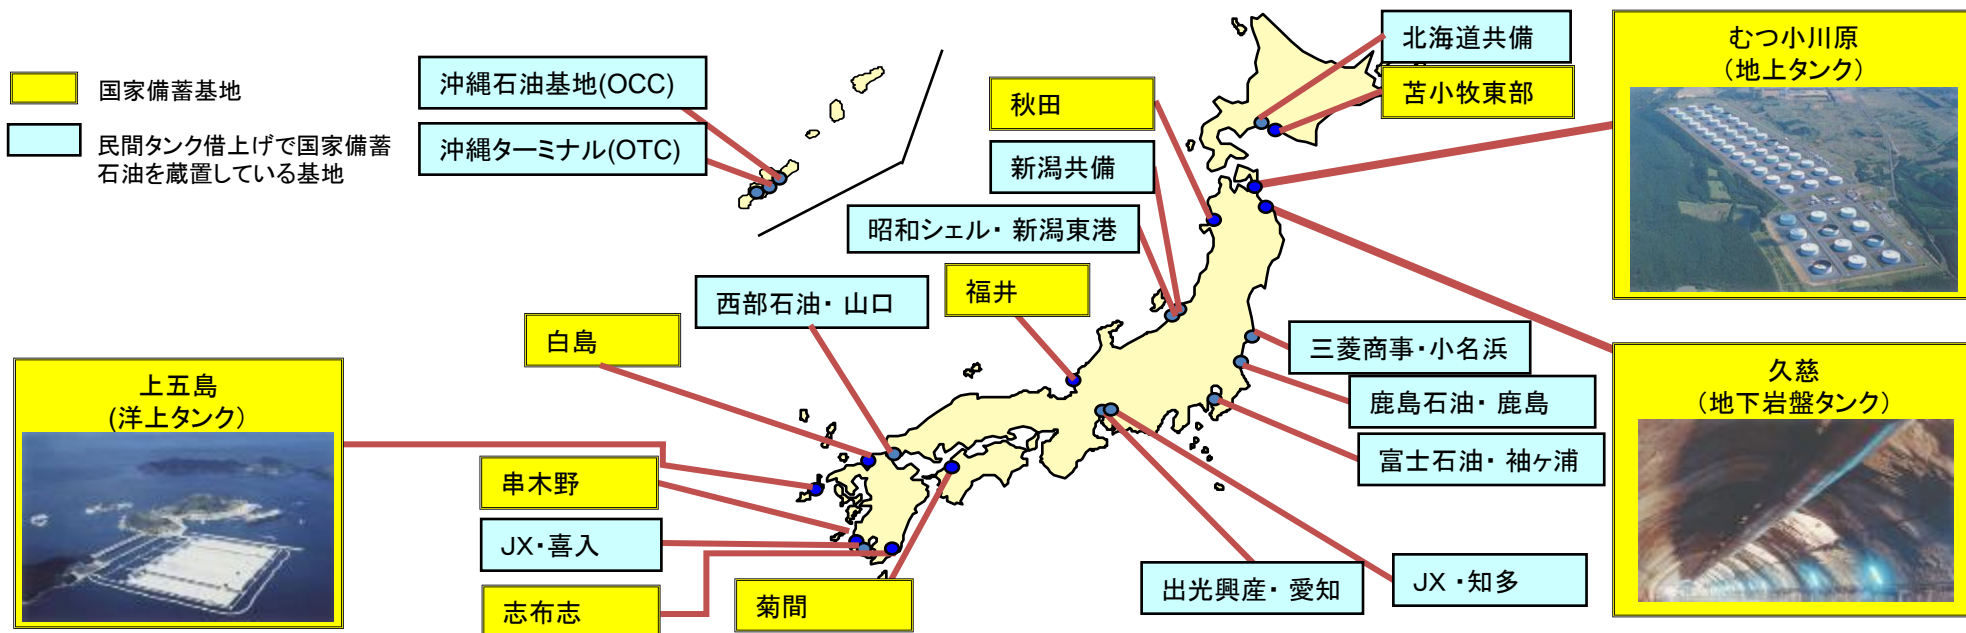 国家備蓄基地
民間タンク借上げで国家備蓄
石油を蔵置している基地
沖縄石油基地(OCC)
沖縄ターミナル(OTC)
北海道共備
苫小牧東部
むつ小川原
(地上タンク)
秋田
新潟共備
昭和シェル・新潟東港
西部石油・山口
福井
白島
三菱商事・小名浜
鹿島石油・鹿島
富士石油・袖ヶ浦
久慈
(地下岩盤タンク)
上五島
(洋上タンク)
串木野
JX・喜入
志布志
菊間
出光興産・愛知
JX・知多